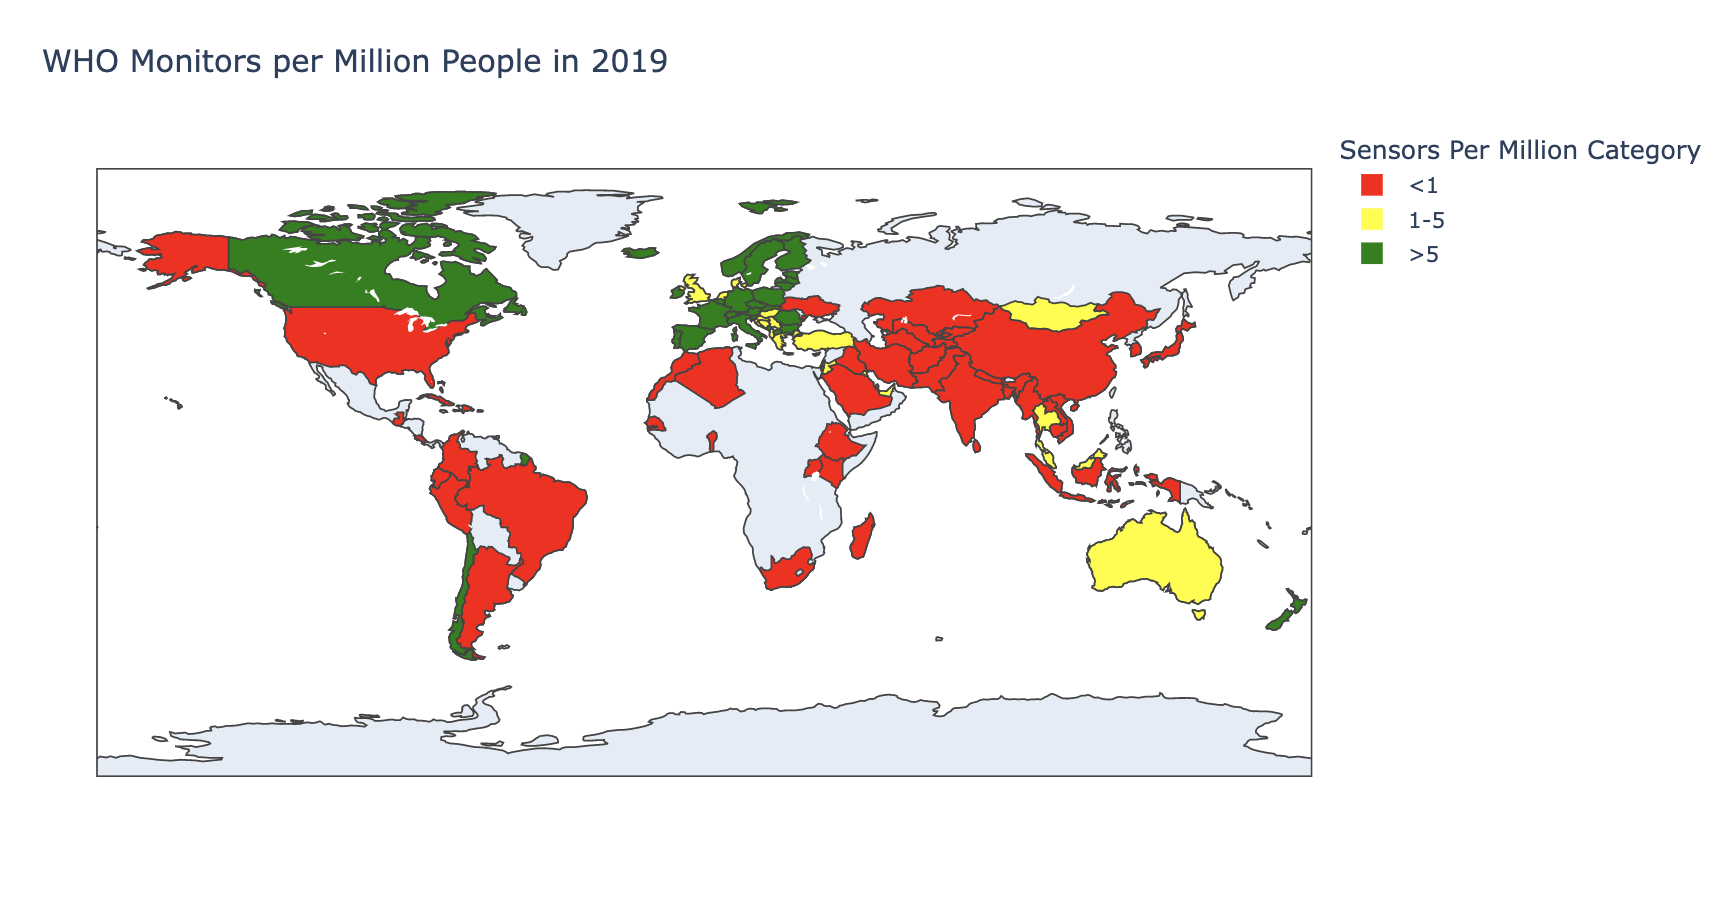 WHO Monitors per Million People in 2019
Sensors Per Million Category
<1
1-5
>5